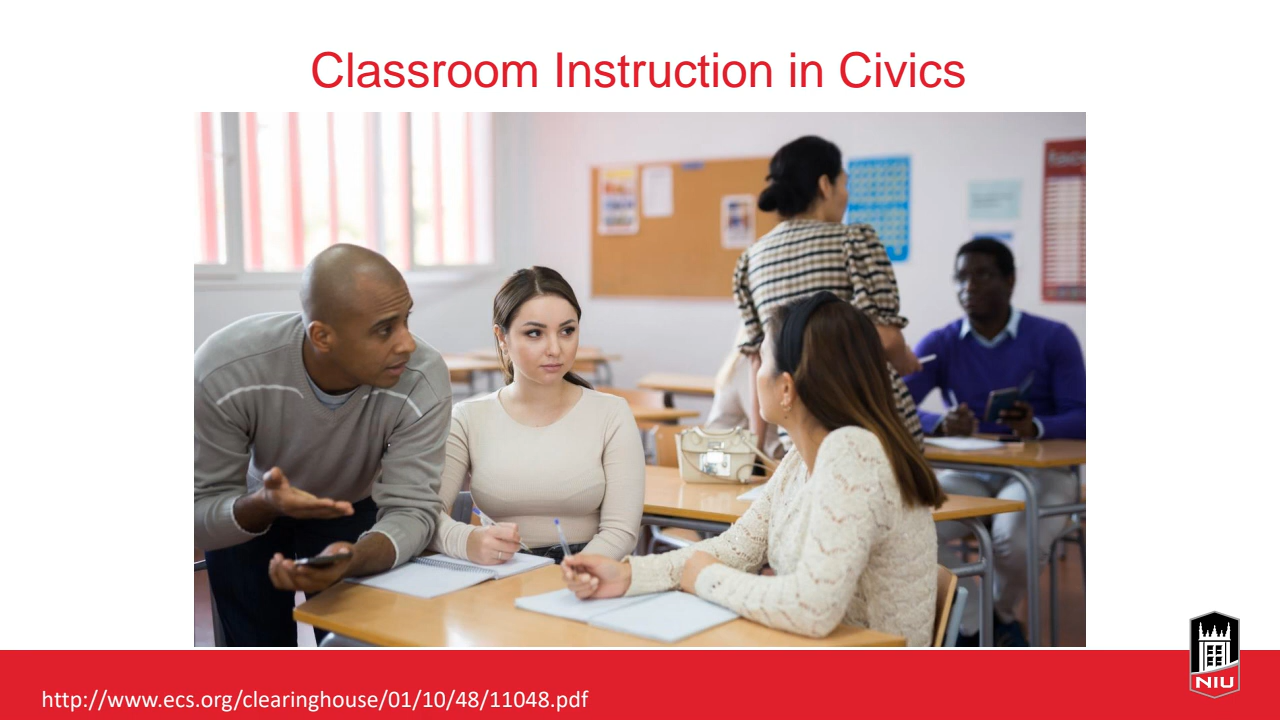 Classroom Instruction in Civics
http://www.ecs.org/clearinghouse/01/10/48/11048.pdf
NIU